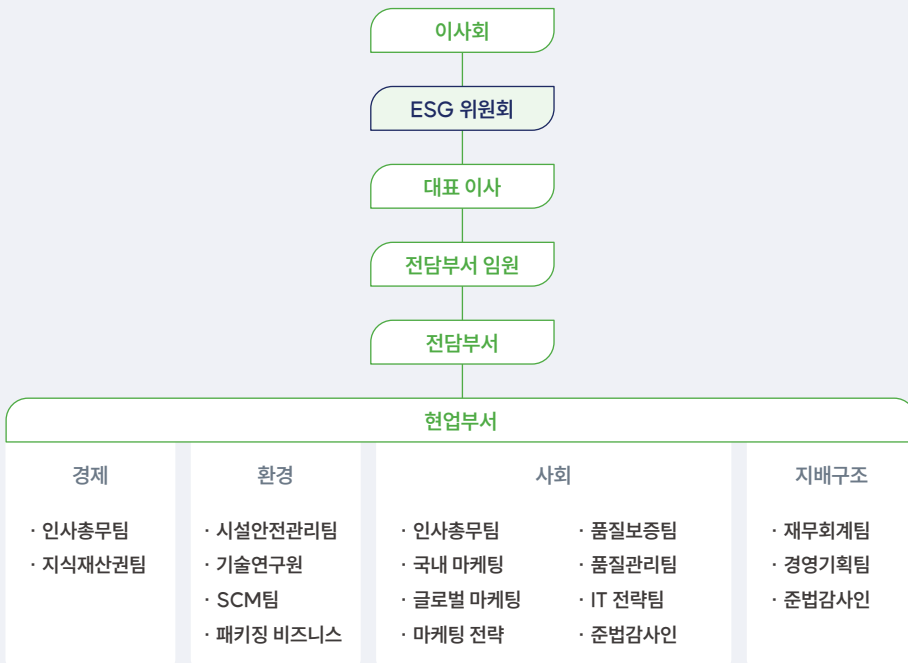 이사회
ESG 위원회
대표 이사
전담부서 임원
전담부서
현업부서
경제
· 인사총무팀
· 지식재산권팀
환경
· 시설안전관리팀
· 기술연구원
· SCM팀
· 패키징 비즈니스
사회
· 인사총무팀
· 국내 마케팅
· 글로벌 마케팅
· 마케팅 전략
· 품질보증팀
· 품질관리팀
· IT 전략팀
· 준법감사인
지배구조
· 재무회계팀
· 경영기획팀
· 준법감사인